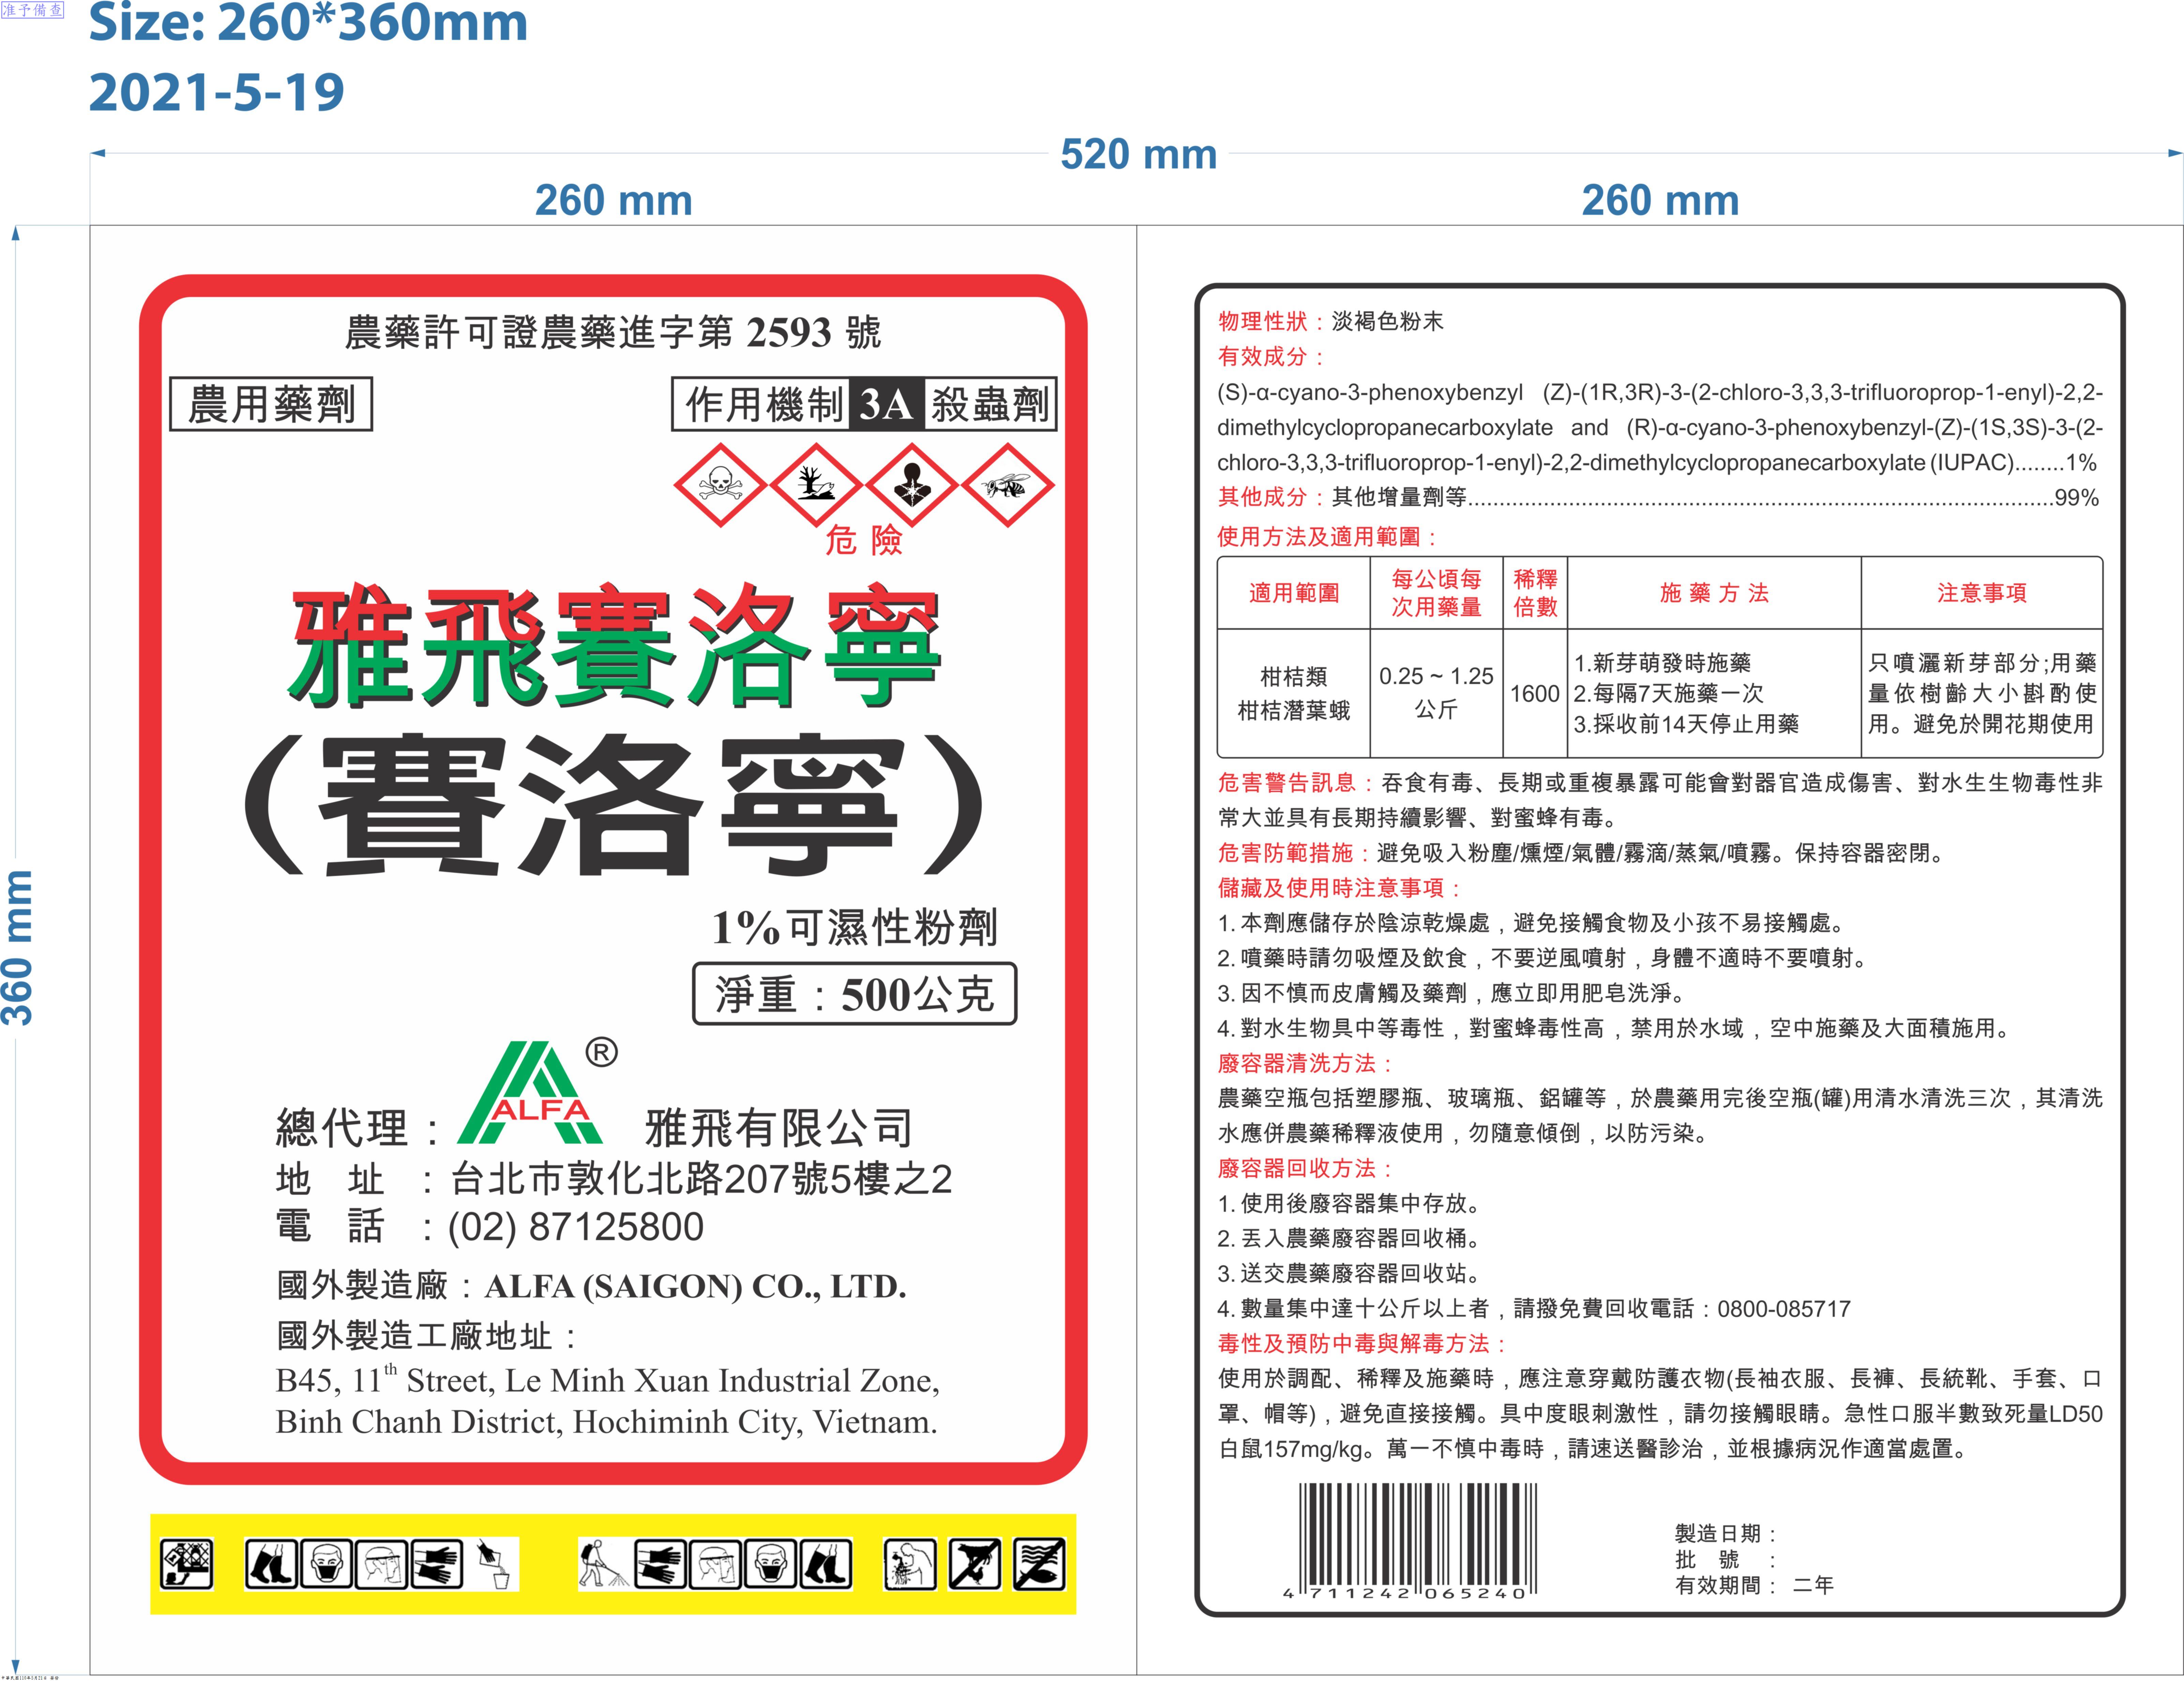 准予備查
Size: 260*360mm
2021-5-19
520 mm
260 mm
260 mm
360 mm
農藥許可證農藥進字第 2593 號
農用藥劑
作用機制 3A 殺蟲劑
危險
雅飛賽洛寧
(賽洛寧)
1%可濕性粉劑
淨重：500公克
ALFA ®
總代理： 雅飛有限公司
地 址 ：台北市敦化北路207號5樓之2
電 話 ：(02) 87125800
國外製造廠：ALFA (SAIGON) CO., LTD.
國外製造工廠地址：
B45, 11th Street, Le Minh Xuan Industrial Zone,
Binh Chanh District, Hochiminh City, Vietnam.
物理性狀：淡褐色粉末
有效成分：
(S)-α-cyano-3-phenoxybenzyl (Z)-(1R,3R)-3-(2-chloro-3,3,3-trifluoroprop-1-enyl)-2,2-
dimethylcyclopropanecarboxylate and (R)-α-cyano-3-phenoxybenzyl-(Z)-(1S,3S)-3-(2-
chloro-3,3,3-trifluoroprop-1-enyl)-2,2-dimethylcyclopropanecarboxylate (IUPAC)........1%
其他成分：其他增量劑等............................................................................................99%
使用方法及適用範圍：
適用範圍
每公頃每
次用藥量
稀釋
倍數
施 藥 方 法
注意事項
柑桔類
柑桔潛葉蛾
0.25 ~ 1.25
公斤
1600
1.新芽萌發時施藥
2.每隔7天施藥一次
3.採收前14天停止用藥
只噴灑新芽部分;用藥
量依樹齡大小斟酌使
用。避免於開花期使用
危害警告訊息：吞食有毒、長期或重複暴露可能會對器官造成傷害、對水生生物毒性非
常大並具有長期持續影響、對蜜蜂有毒。
危害防範措施：避免吸入粉塵/燻煙/氣體/霧滴/蒸氣/噴霧。保持容器密閉。
儲藏及使用時注意事項：
1. 本劑應儲存於陰涼乾燥處，避免接觸食物及小孩不易接觸處。
2. 噴藥時請勿吸煙及飲食，不要逆風噴射，身體不適時不要噴射。
3. 因不慎而皮膚觸及藥劑，應立即用肥皂洗淨。
4. 對水生物具中等毒性，對蜜蜂毒性高，禁用於水域，空中施藥及大面積施用。
廢容器清洗方法：
農藥空瓶包括塑膠瓶、玻璃瓶、鋁罐等，於農藥用完後空瓶(罐)用清水清洗三次，其清洗
水應併農藥稀釋液使用，勿隨意傾倒，以防污染。
廢容器回收方法：
1. 使用後廢容器集中存放。
2. 丟入農藥廢容器回收桶。
3. 送交農藥廢容器回收站。
4. 數量集中達十公斤以上者，請撥免費回收電話：0800-085717
毒性及預防中毒與解毒方法：
使用於調配、稀釋及施藥時，應注意穿戴防護衣物(長袖衣服、長褲、長統靴、手套、口
罩、帽等)，避免直接接觸。具中度眼刺激性，請勿接觸眼睛。急性口服半數致死量LD50
白鼠157mg/kg。萬一不慎中毒時，請速送醫診治，並根據病況作適當處置。
4 711242 065240
製造日期：
批 號 ：
有效期間： 二年